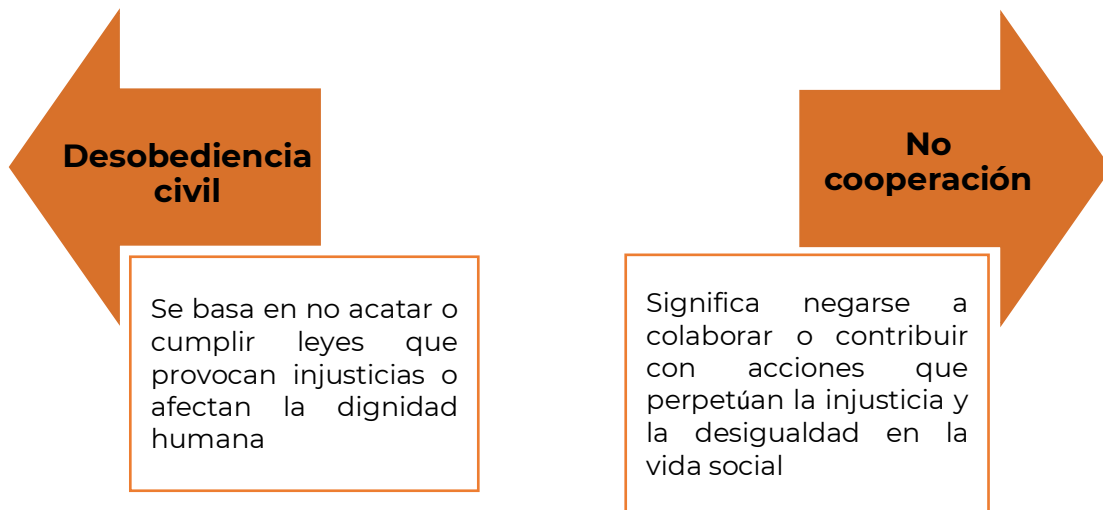 Desobediencia
civil
Se basa en no acatar o
cumplir leyes que
provocan injusticias o
afectan la dignidad
humana
No
cooperación
Significa negarse a
colaborar o contribuir
con acciones que
perpetúan la injusticia y
la desigualdad en la
vida social